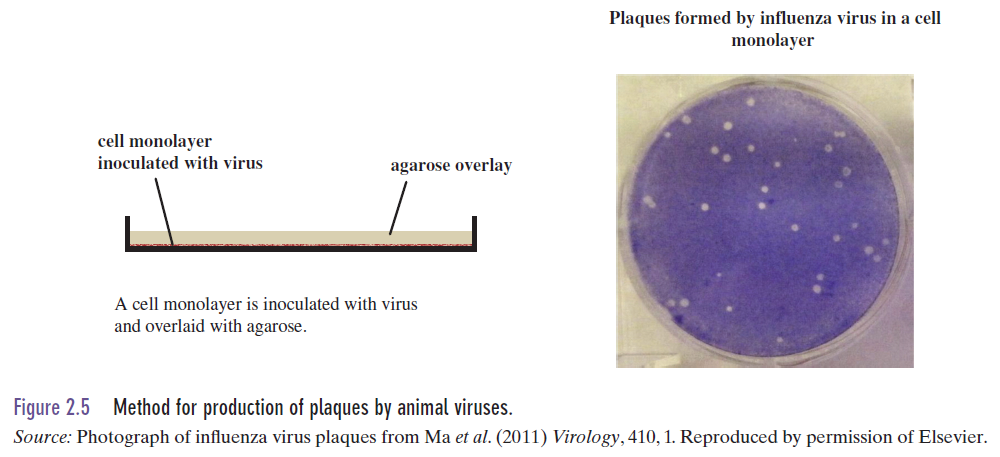 Plaques formed by influenza virus in a cell
monolayer
cell monolayer
inoculated with virus
agarose overlay
A cell monolayer is inoculated with virus
and overlaid with agarose.
Figure 2.5 Method for production of plaques by animal viruses.
Source: Photograph of influenza virus plaques from Ma et al. (2011) Virology, 410, 1. Reproduced by permission of Elsevier.